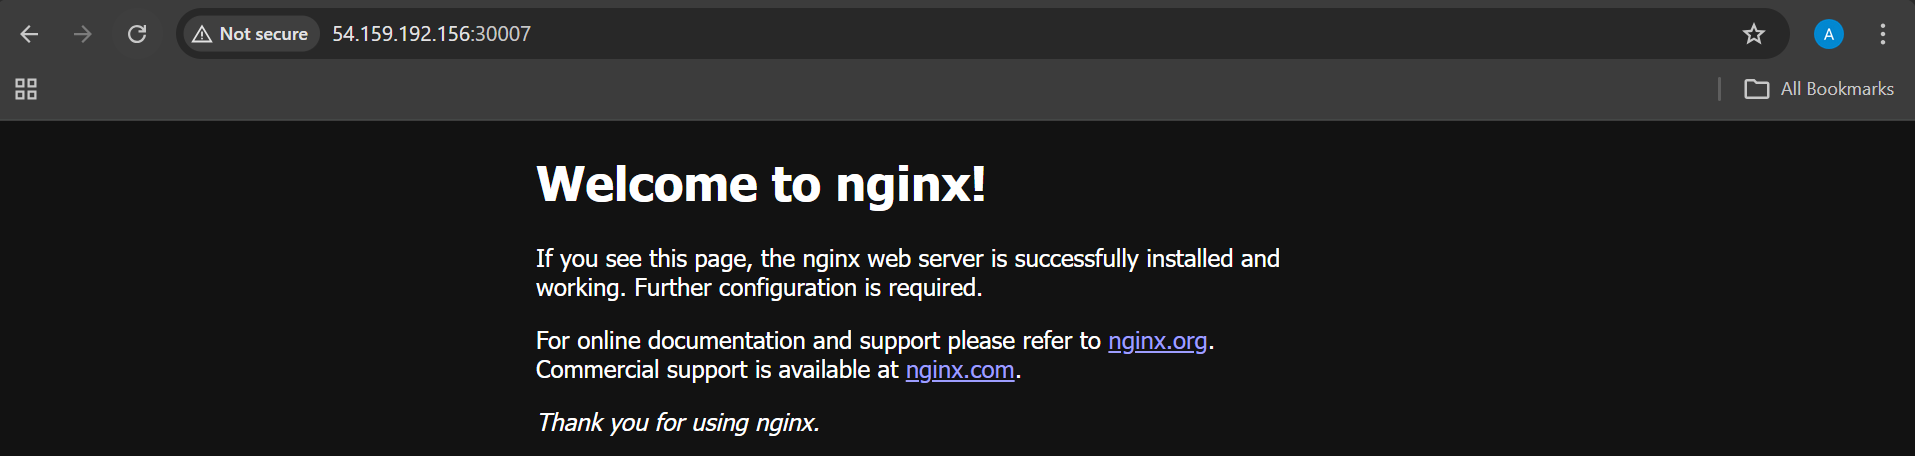 Not secure 54.159.192.156:30007
A
All Bookmarks
Welcome to nginx!
If you see this page, the nginx web server is successfully installed and
working. Further configuration is required.
For online documentation and support please refer to nginx.org.
Commercial support is available at nginx.com.
Thank you for using nginx.